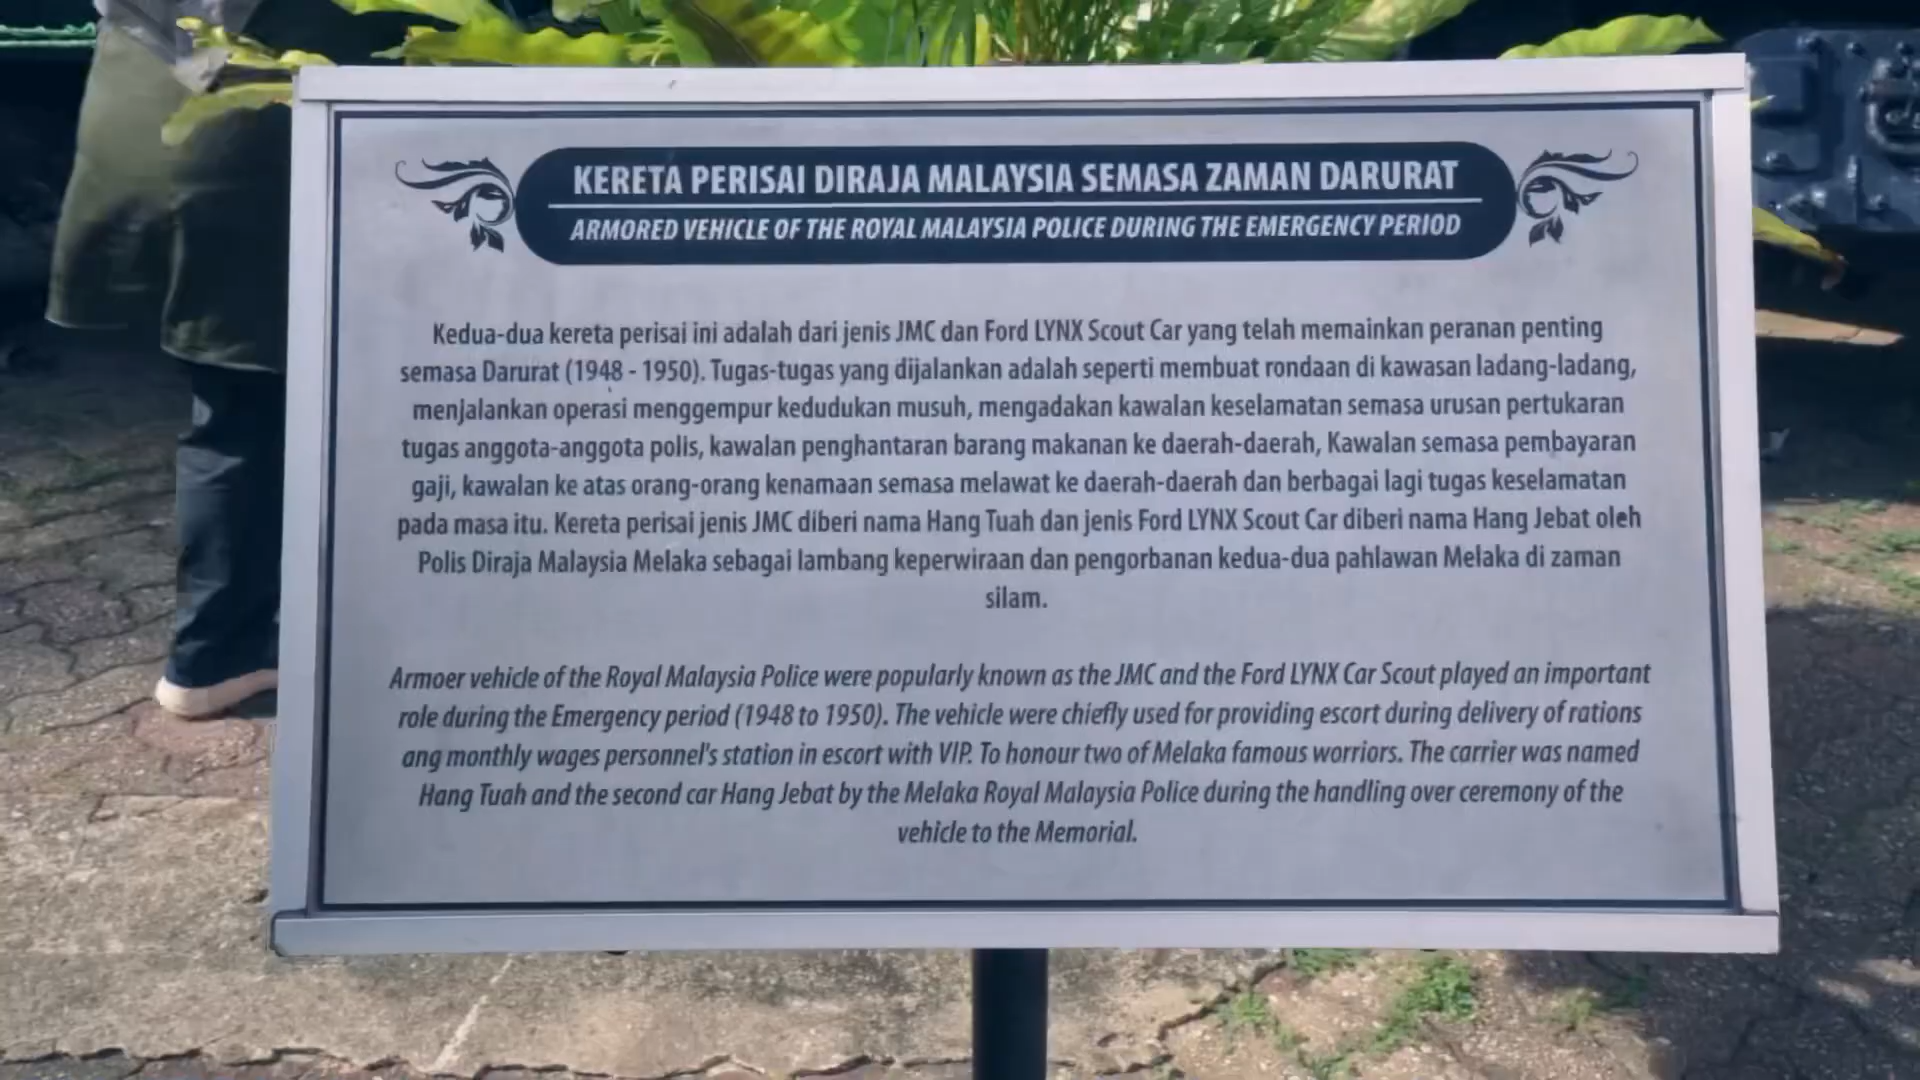 KERETA PERISAI DIRAJA MALAYSIA SEMASA ZAMAN DARURAT
ARMORED VEHICLE OF THE ROYAL MALAYSIA POLICE DURING THE EMERGENCY PERIOD
Kedua-dua kereta perisai ini adalah dari jenis JMC dan Ford LYNX Scout Car yang telah memainkan peranan penting
semasa Darurat (1948 - 1950). Tugas-tugas yang dijalankan adalah seperti membuat rondaan di kawasan ladang-ladang,
menjalankan operasi menggempur kedudukan musuh, mengadakan kawalan keselamatan semasa urusan pertukaran
tugas anggota-anggota polis, kawalan penghantaran barang makanan ke daerah-daerah, Kawalan semasa pembayaran
gaji, kawalan ke atas orang-orang kenamaan semasa melawat ke daerah-daerah dan berbagai lagi tugas keselamatan
pada masa itu. Kereta perisai jenis JMC diberi nama Hang Tuah dan jenis Ford LYNX Scout Car diberi nama Hang Jebat oleh
Polis Diraja Malaysia Melaka sebagai lambang keperwiraan dan pengorbanan kedua-dua pahlawan Melaka di zaman
silam.
Armoer vehicle of the Royal Malaysia Police were popularly known as the JMC and the Ford LYNX Car Scout played an important
role during the Emergency period (1948 to 1950). The vehicle were chiefly used for providing escort during delivery of rations
ang monthly wages personnel's station in escort with VIP. To honour two of Melaka famous worriors. The carrier was named
Hang Tuah and the second car Hang Jebat by the Melaka Royal Malaysia Police during the handling over ceremony of the
vehicle to the Memorial.